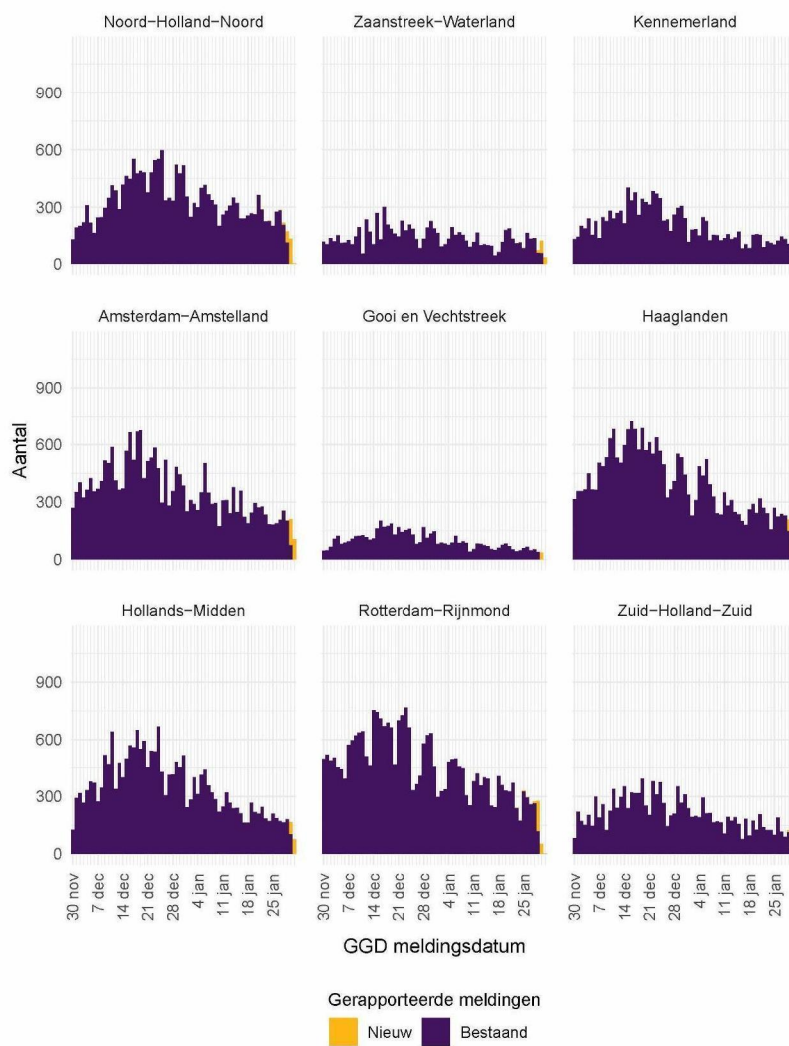 Noord-Holland-Noord
Zaanstreek-Waterland
Kennemerland
900
600
300
0
Amsterdam-Amstelland
Gooi en Vechtstreek
Haaglanden
900
600
300
0
Aantal
Hollands-Midden
Rotterdam-Rijnmond
Zuid-Holland-Zuid
900
600
300
0
30 nov
7 dec
14 dec
21 dec
28 dec
4 jan
11 jan
18 jan
25 jan
30 nov
7 dec
14 dec
21 dec
28 dec
4 jan
11 jan
18 jan
25 jan
30 nov
7 dec
14 dec
21 dec
28 dec
4 jan
11 jan
18 jan
25 jan
GGD meldingsdatum
Gerapporteerde meldingen
Nieuw
Bestaand